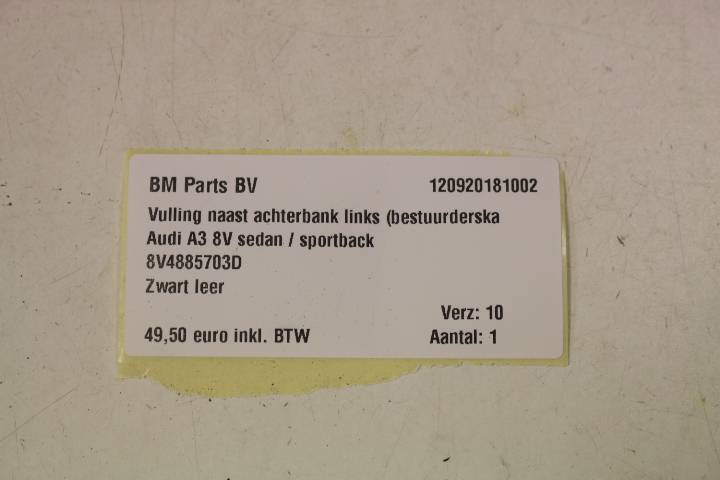 BM Parts BV 120920181002
Vulling naast achterbank links (bestuurderska
Audi A3 8V sedan / sportback
8V4885703D
Zwart leer
Verz: 10
49,50 euro inkl. BTW Aantal: 1